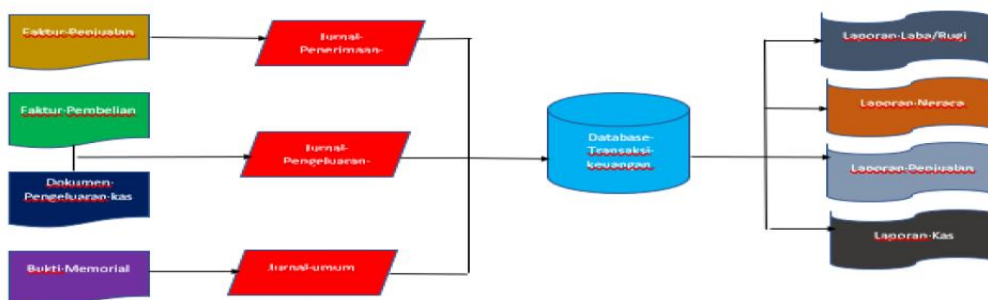 Faktur Penjualan
Jurnal
Penerimaan
Laporan Laba/Rugi
Faktur Pembelian
Laporan Neraca
Database
Transaksi
keuangan
Jurnal
Pengeluaran
Laporan Penjualan
Dokumen
Pengeluaran kas
Laporan Kas
Bukti Memorial
Jurnal umum